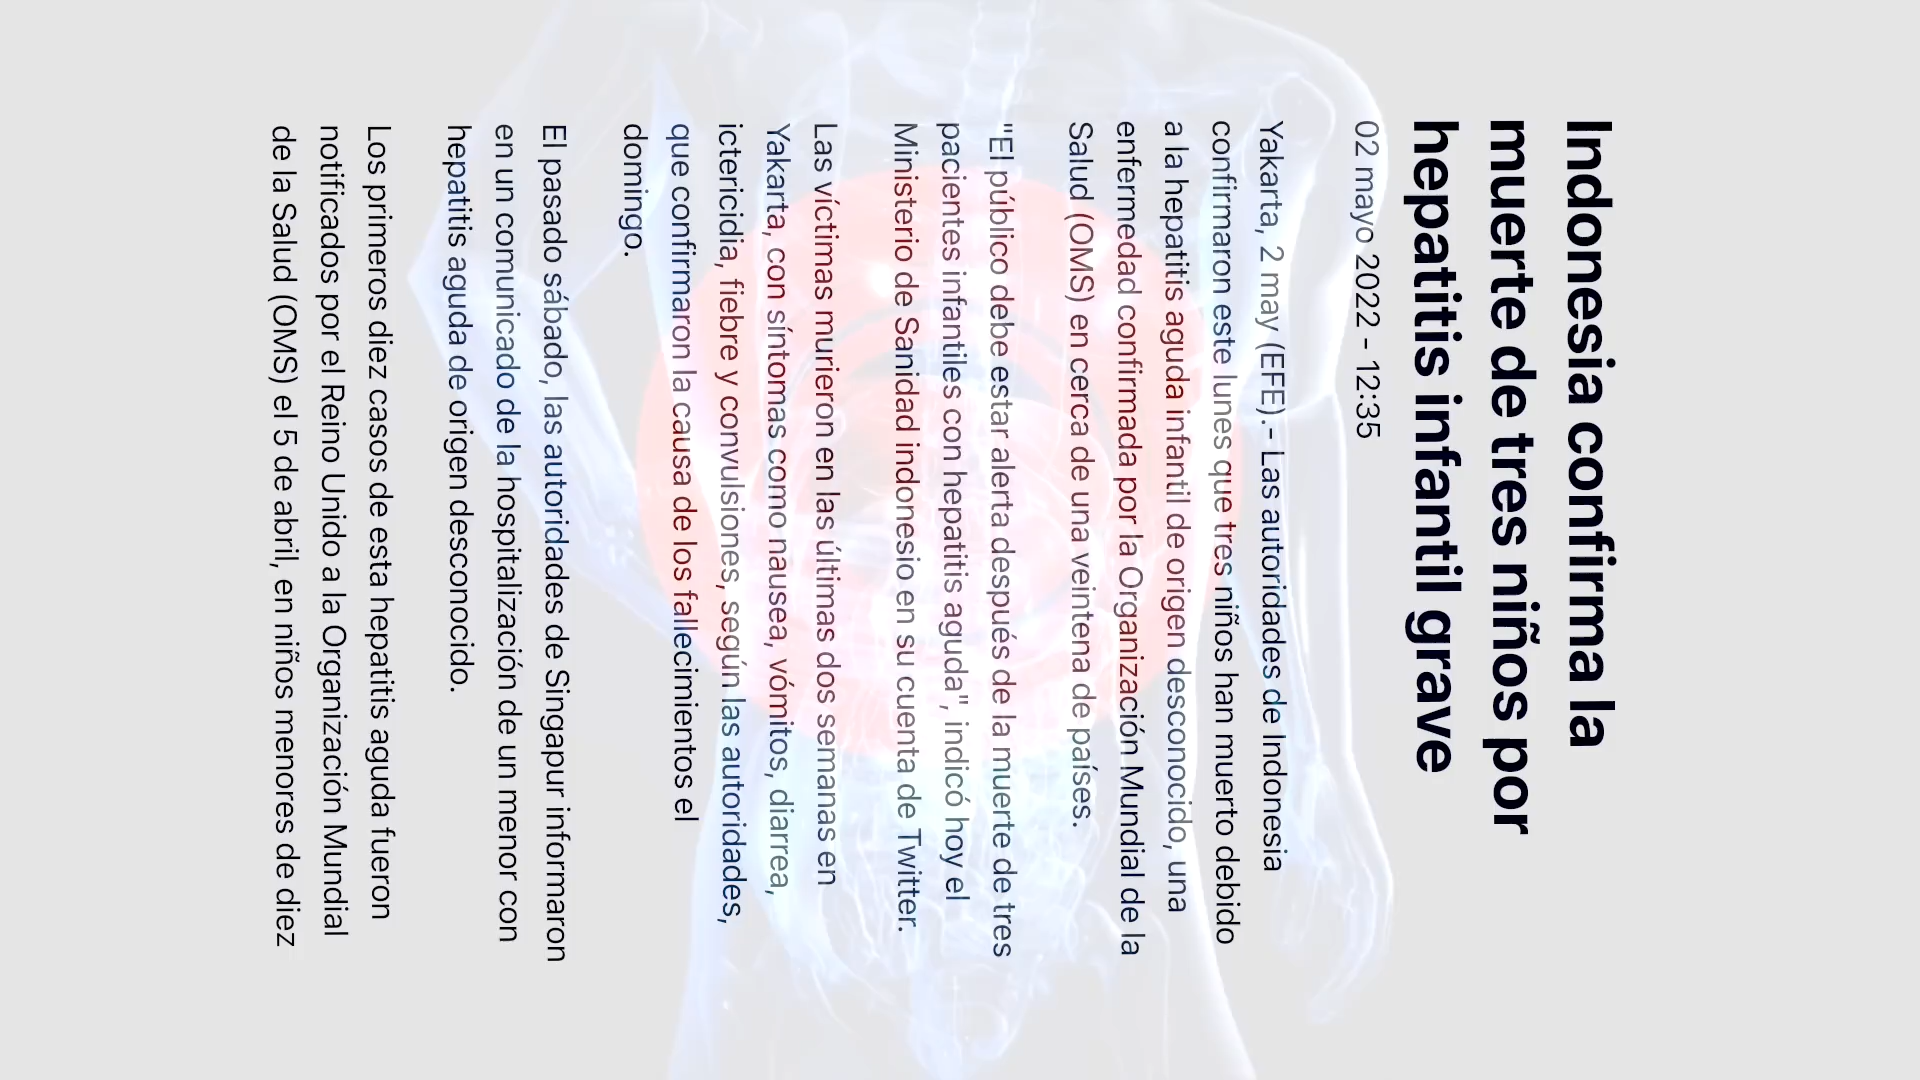 Indonesia confirma la
muerte de tres niños por
hepatitis infantil grave
02 mayo 2022 - 12:35
Yakarta, 2 may (EFE).- Las autoridades de Indonesia
confirmaron este lunes que tres niños han muerto debido
a la hepatitis aguda infantil de origen desconocido, una
enfermedad confirmada por la Organización Mundial de la
Salud (OMS) en cerca de una veintena de países.
"El público debe estar alerta después de la muerte de tres
pacientes infantiles con hepatitis aguda", indicó hoy el
Ministerio de Sanidad indonesio en su cuenta de Twitter.
Las víctimas murieron en las últimas dos semanas en
Yakarta, con síntomas como nausea, vómitos, diarrea,
ictericidia, fiebre y convulsiones, según las autoridades,
que confirmaron la causa de los fallecimientos el
domingo.
El pasado sábado, las autoridades de Singapur informaron
en un comunicado de la hospitalización de un menor con
hepatitis aguda de origen desconocido.
Los primeros diez casos de esta hepatitis aguda fueron
notificados por el Reino Unido a la Organización Mundial
de la Salud (OMS) el 5 de abril, en niños menores de diez